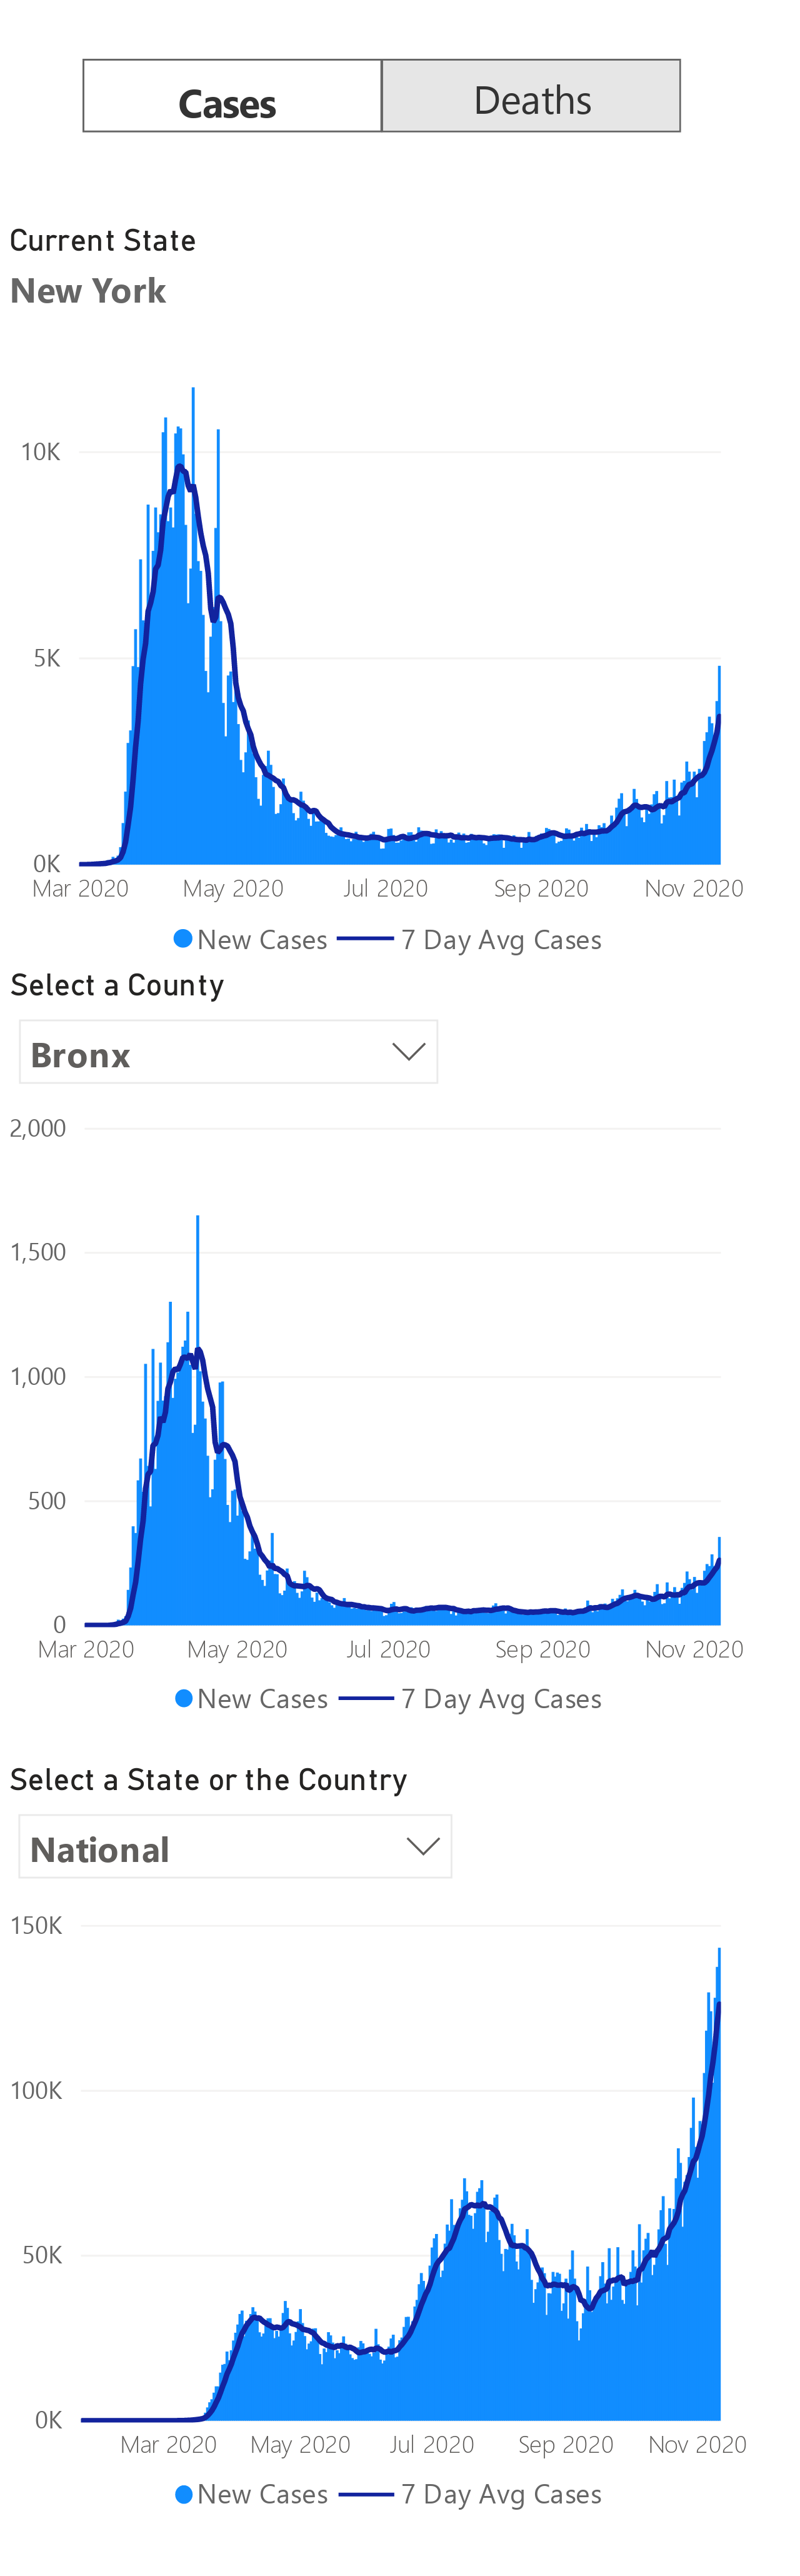 Cases Deaths
Current State
New York
10K
5K
0K
Mar 2020 May 2020 Jul 2020 Sep 2020 Nov 2020
New Cases 7 Day Avg Cases
Select a County
Bronx
2,000
1,500
1,000
500
0
Mar 2020 May 2020 Jul 2020 Sep 2020 Nov 2020
New Cases 7 Day Avg Cases
Select a State or the Country
National
150K
100K
50K
0K
Mar 2020 May 2020 Jul 2020 Sep 2020 Nov 2020
New Cases 7 Day Avg Cases